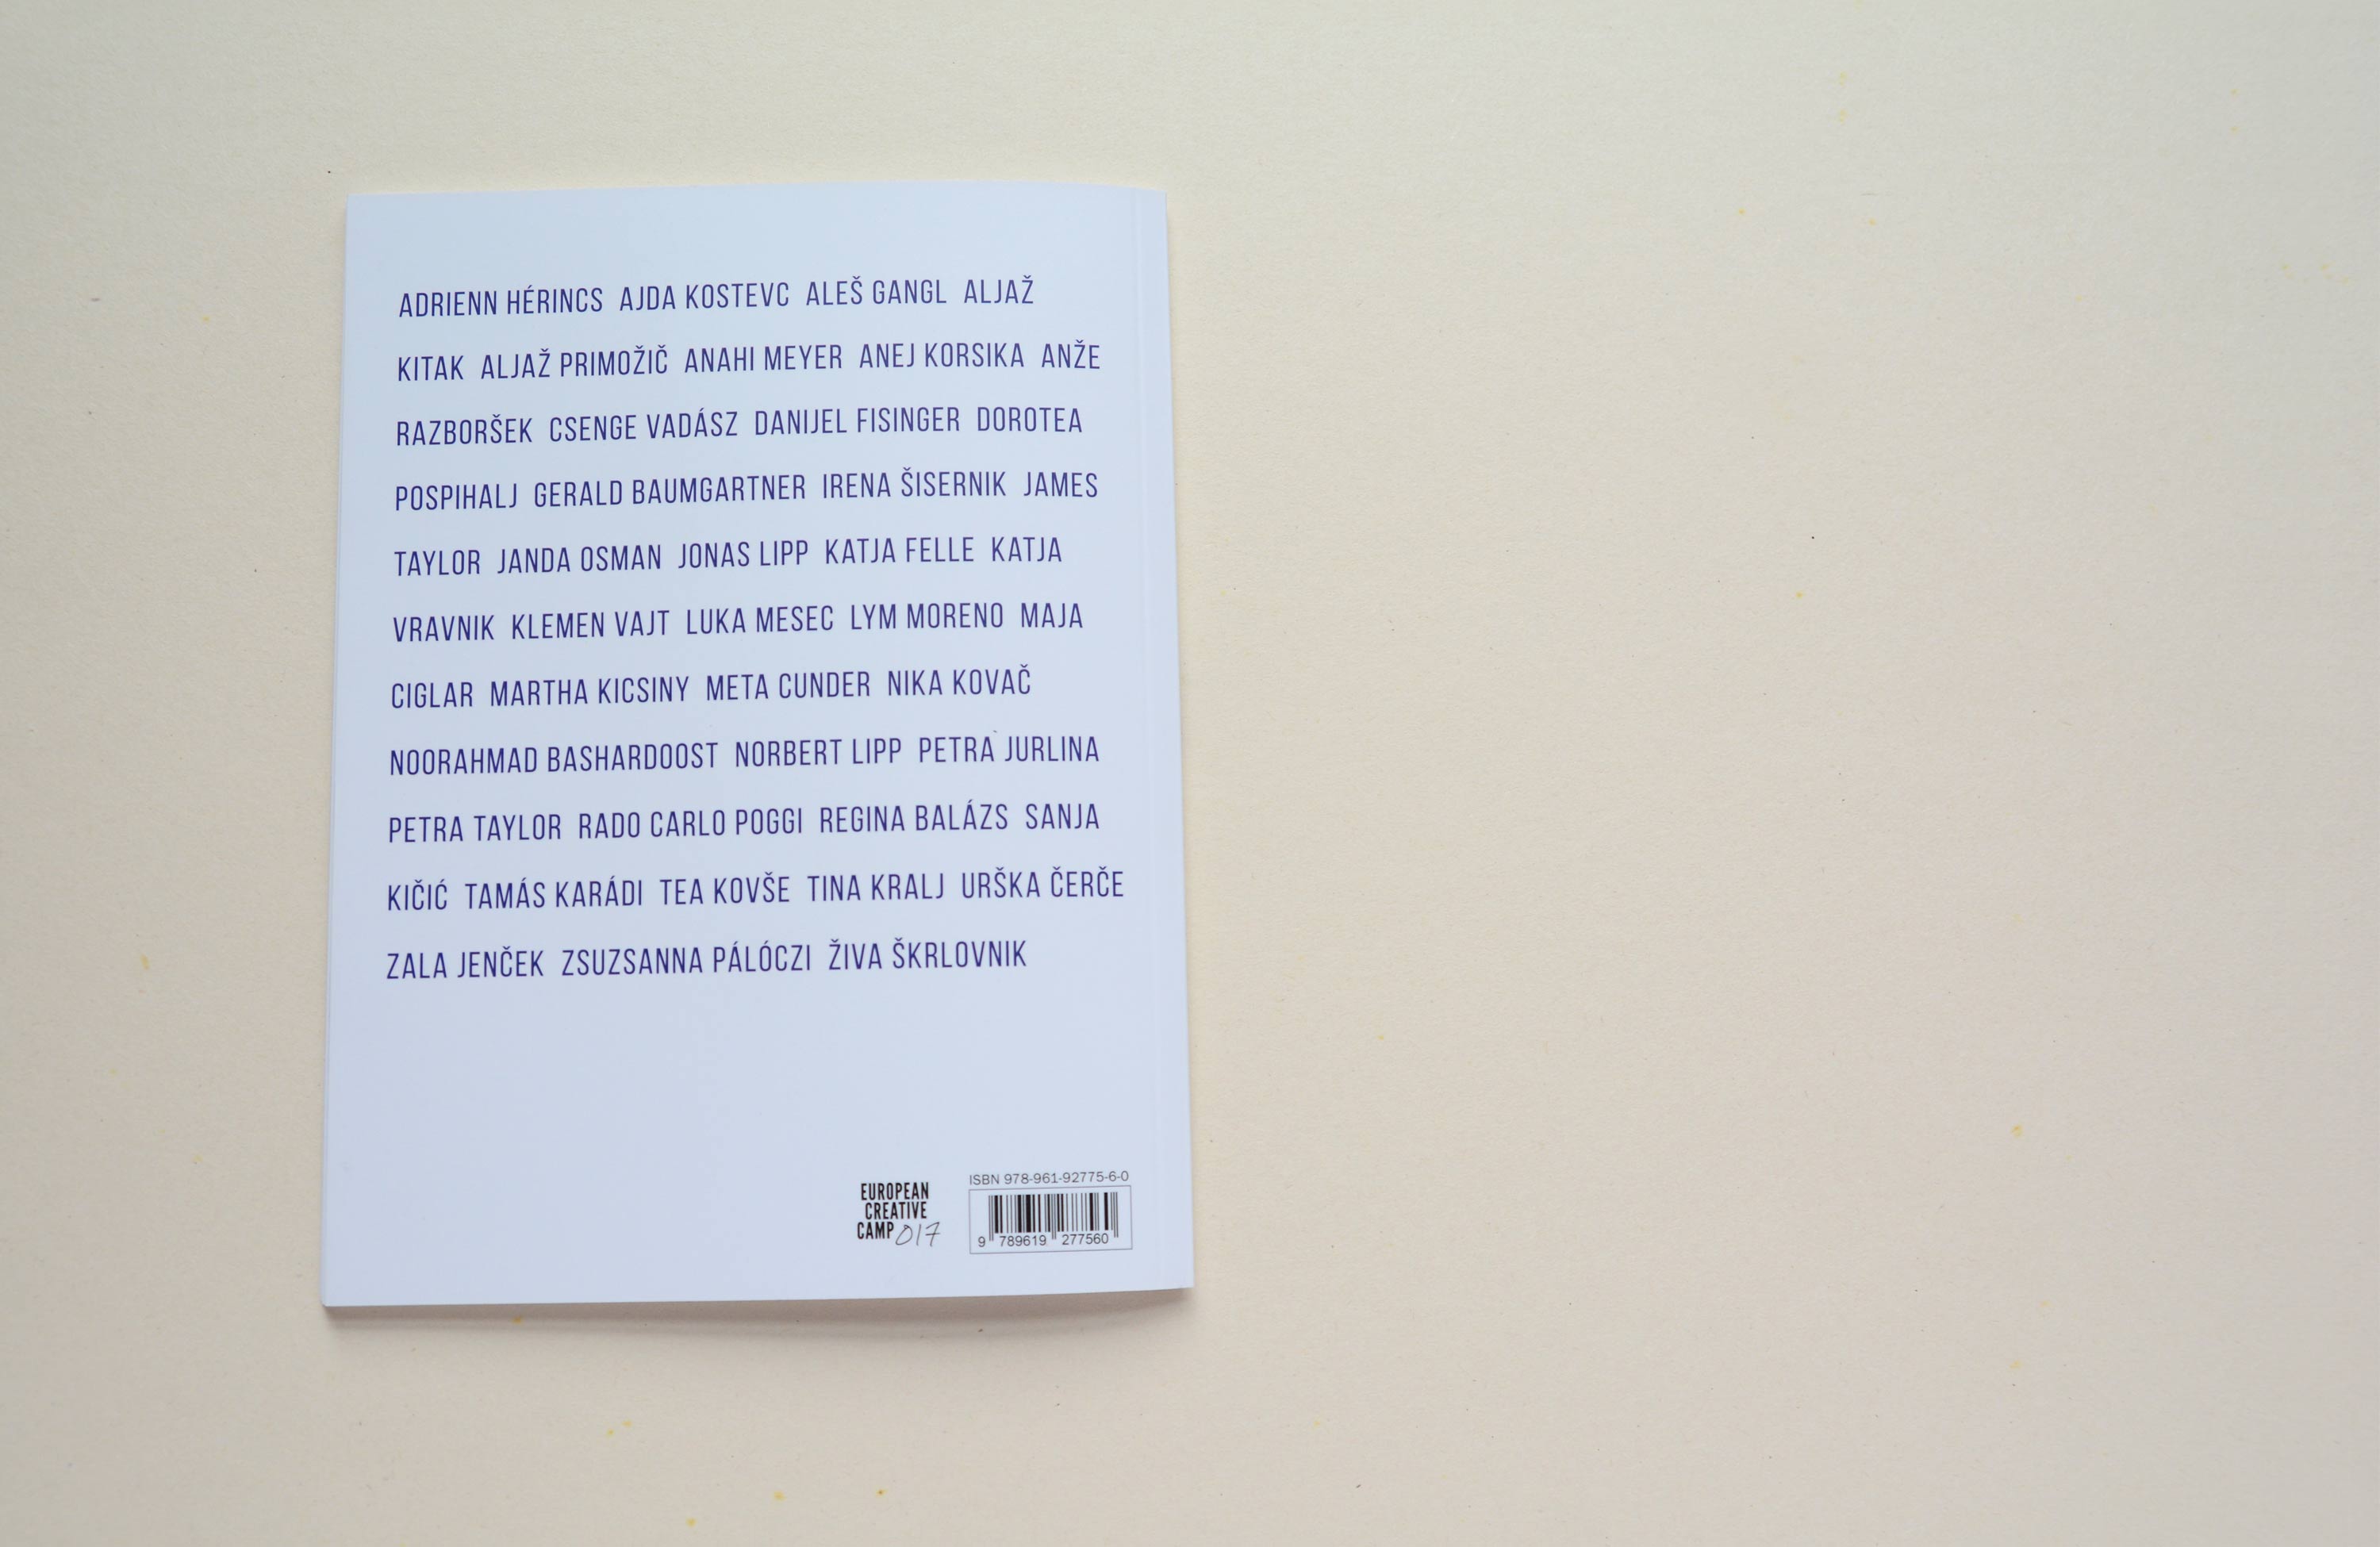 ADRIENN HÉRINCS AJDA KOSTEVC ALEŠ GANGL ALJAŽ
KITAK ALJAŽ PRIMOŽIČ ANAHI MEYER ANEJ KORSIKA ANŽE
RAZBORŠEK CSENGE VADÁSZ DANIJEL FISINGER DOROTEA
POSPIHALJ GERALD BAUMGARTNER IRENA ŠISERNIK JAMES
TAYLOR JANDA OSMAN JONAS LIPP KATJA FELLE KATJA
VRAVNIK KLEMEN VAJT LUKA MESEC LYM MORENO MAJA
CIGLAR MARTHA KICSINY META CUNDER NIKA KOVAČ
NOORAHMAD BASHARDOOST NORBERT LIPP PETRA JURLINA
PETRA TAYLOR RADO CARLO POGGI REGINA BALÁZS SANJA
KIČIĆ TAMÁS KARÁDI TEA KOVŠE TINA KRALJ URŠKA ČERČE
ZALA JENČEK ZSUZSANNA PÁLÓCZI ŽIVA ŠKRLOVNIK
EUROPEAN
CREATIVE
CAMP 017
ISBN 978-961-92775-6-0
9 789619 277560